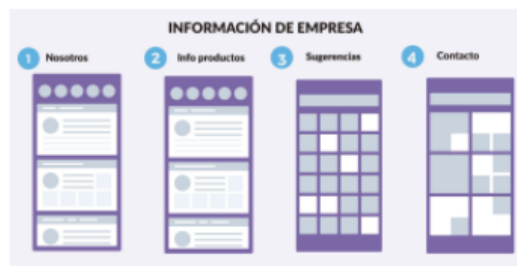 INFORMACIÓN DE EMPRESA
1 Nosotros
2 Info productos
3 Sugerencias
4 Contacto